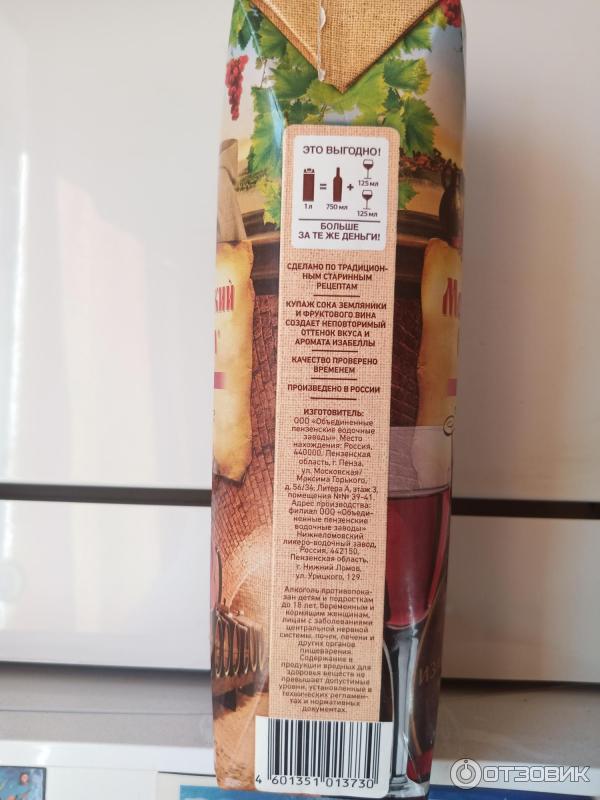 ЭТО ВЫГОДНО!
125 мл
=
+
1 л
750 мл
125 мл
БОЛЬШЕ
ЗА ТЕ ЖЕ ДЕНЬГИ!
СДЕЛАНО ПО ТРАДИЦИОН-
НЫМ СТАРИННЫМ
РЕЦЕПТАМ
КУПАЖ СОКА ЗЕМЛЯНИКИ
И ФРУКТОВОГО ВИНА
СОЗДАЕТ НЕПОВТОРИМЫЙ
ОТТЕНОК ВКУСА И
АРОМАТА ИЗАБЕЛЛЫ
КАЧЕСТВО ПРОВЕРЕНО
ВРЕМЕНЕМ
ПРОИЗВЕДЕНО В РОССИИ
ИЗГОТОВИТЕЛЬ:
ООО «Объединенные
пензенские водочные
заводы». Место
нахождения: Россия,
440000, Пензенская
область, г. Пенза,
ул. Московская/
Максима Горького,
д. 56/34, Литера А, этаж 3,
помещения №№ 39-41.
Адрес производства:
филиал ООО «Объеди-
ненные пензенские
водочные заводы»
Нижнеломовский
ликеро-водочный завод,
Россия, 442150,
Пензенская область,
г. Нижний Ломов,
ул. Урицкого, 129.
Алкоголь противопока-
зан детям и подросткам
до 18 лет, беременным и
кормящим женщинам,
лицам с заболеваниями
центральной нервной
системы, почек, печени и
других органов
пищеварения.
Содержание в
продукции вредных для
здоровья веществ не
превышает допустимые
уровни, установленные в
технических регламен-
тах и нормативных
документах.
4 601351 013730
ОТЗОВИК